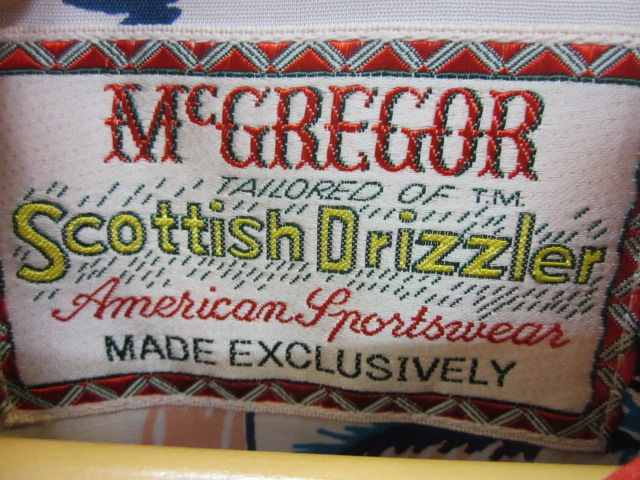 McGREGOR
TAILORED OF T.M.
Scottish Drizzler
American Sportswear
MADE EXCLUSIVELY